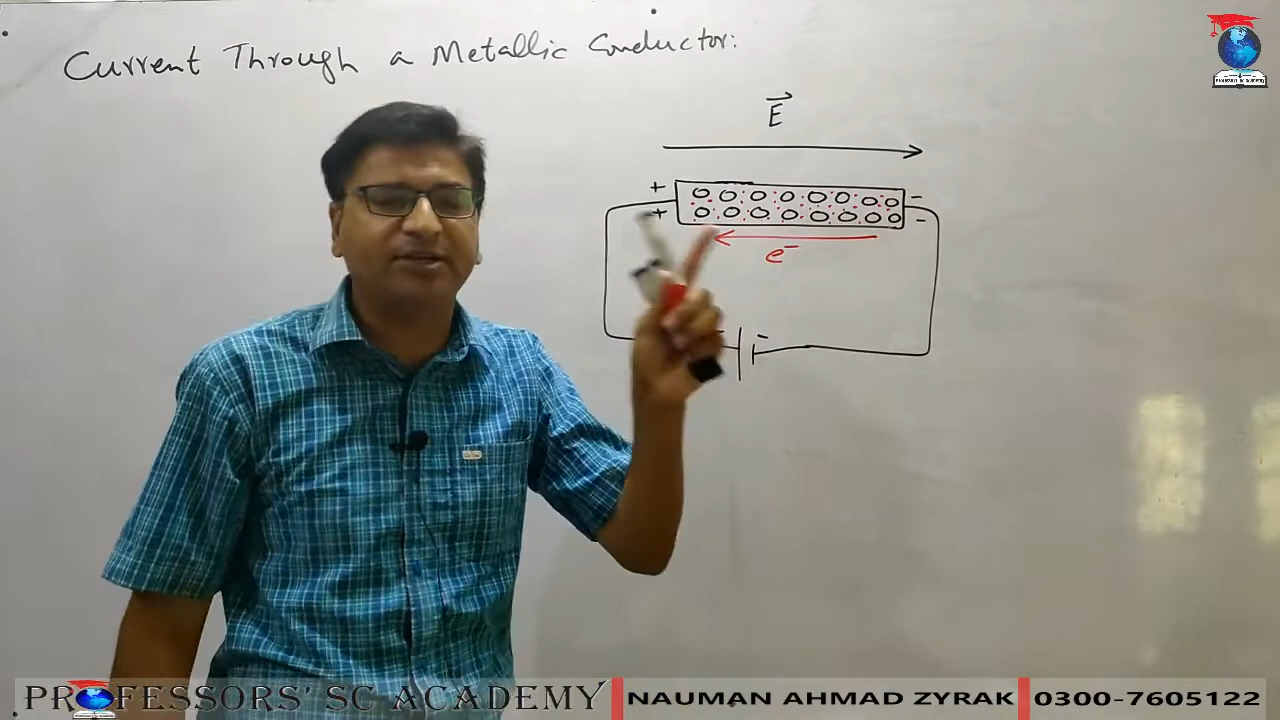 Current Through a Metallic Conductor:
E
+ -
+ -
e-
-
PROFESSORS' SC ACADEMY
NAUMAN AHMAD ZYRAK
0300-7605122